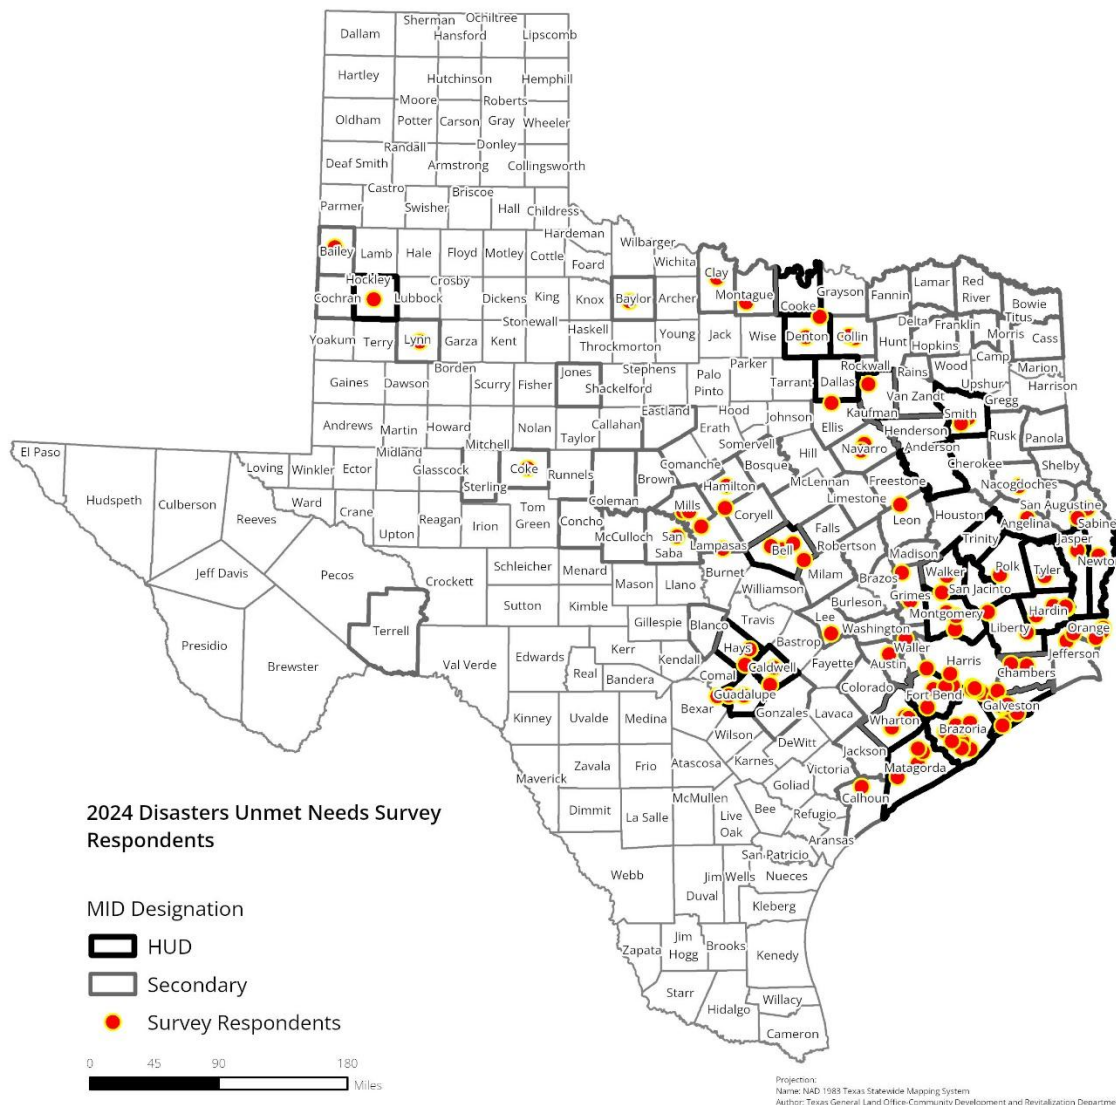 Sherman Ochiltree
Dallam Hansford Lipscomb
Hartley Hutchinson Hemphill
Moore Roberts
Oldham Potter Carson Gray Wheeler
Randall Donley
Deaf Smith Armstrong Collingsworth
Castro Briscoe
Parmer Swisher Hall Childress
Hardeman
Wilbarger
Bailey Lamb Hale Floyd Motley Cottle Foard Wichita
Clay
Hockley Crosby
Cochran Lubbock Dickens King Knox Baylor Archer Montague Cooke Grayson Fannin Lamar Red
River Bowie
Titus
Stonewall
Yoakum Terry Lynn Garza Kent Haskell Throckmorton Young Jack Wise Denton Collin Hunt Delta Hopkins Franklin Morris Cass
Camp
Borden Jones Stephens Parker Rockwall Rains Wood Marion
Gaines Dawson Scurry Fisher Shackelford Palo
Pinto Tarrant Dallas Van Zandt Upshur Harrison
Gregg
Eastland Hood Johnson Kaufman Smith
Andrews Martin Howard Nolan Taylor Callahan Erath Ellis Henderson Rusk Panola
Mitchell Somervell
El Paso Midland Hill Navarro Anderson
Loving Winkler Ector Glasscock Coke Runnels Comanche Bosque Cherokee Shelby
Sterling Brown Hamilton McLennan Freestone Nacogdoches
Hudspeth Culberson Ward Coleman Limestone
Reeves Crane Tom
Green Mills Coryell Leon Houston San Augustine
Upton Reagan Irion Concho Falls Angelina Sabine
McCulloch San
Saba Lampasas Bell Robertson Trinity Jasper
Madison Newton
Jeff Davis Pecos Crockett Schleicher Menard Burnet Milam Walker Polk Tyler
Mason Llano Williamson Brazos San Jacinto
Sutton Kimble Burleson Grimes Montgomery Hardin
Presidio Terrell Gillespie Blanco Travis Lee Washington Liberty Orange
Brewster Val Verde Edwards Kerr Hays Bastrop Waller Harris Jefferson
Real Kendall Caldwell Fayette Austin Chambers
Bandera Comal
Guadalupe Colorado Fort Bend
Kinney Uvalde Medina Bexar Gonzales Lavaca Galveston
Wharton Brazoria
Wilson DeWitt
Maverick Zavala Frio Atascosa Karnes Jackson
Goliad Victoria Matagorda
Dimmit La Salle McMullen Bee Calhoun
Live
Oak Refugio
Aransas
San Patricio
Webb Jim Wells Nueces
Duval
Kleberg
Zapata Jim
Hogg Brooks
Kenedy
Starr Hidalgo Willacy
Cameron
2024 Disasters Unmet Needs Survey
Respondents
MID Designation
HUD
Secondary
Survey Respondents
0 45 90 180
Miles
Projection:
Name: NAD 1983 Texas Statewide Mapping System
Author: Texas General Land Office-Community Development and Revitalization Departme